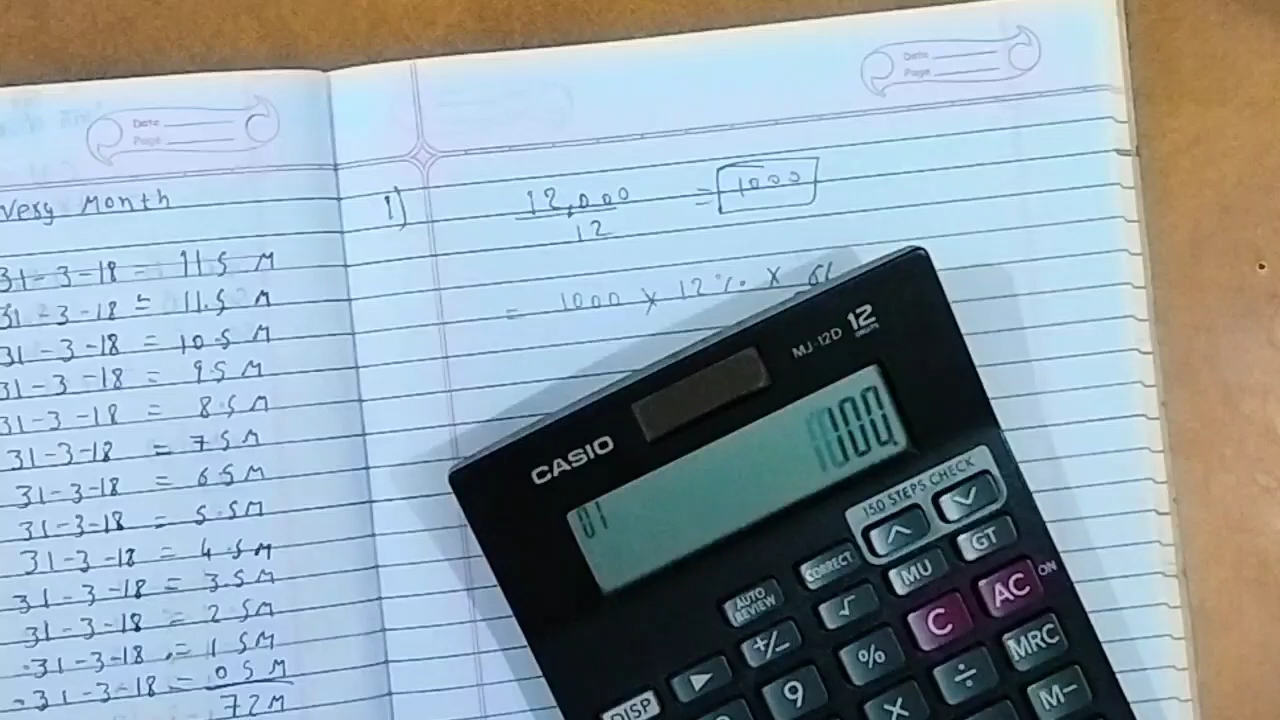 Date
Page
very Month
31-3-18 = 11.5 M
31-3-18 = 11.5 M
31-3-18 = 10.5 M
31-3-18 = 9.5 M
31-3-18 = 8.5 M
31-3-18 = 7.5 M
31-3-18 = 6.5 M
31-3-18 = 5.5 M
31-3-18 = 4.5 M
31-3-18 = 3.5 M
31-3-18 = 2.5 M
31-3-18 = 1.5 M
31-3-18 = 0.5 M
72 M
Date
Page
1) 12,000 = 1000
12
= 1000 x 12% x
MJ-12D 12
DIGITS
CASIO
01 100.
150 STEPS CHECK
CORRECT
AUTO REVIEW MU GT
+/- √ C AC ON
DISP ▶ 9 % ÷ MRC
x M-